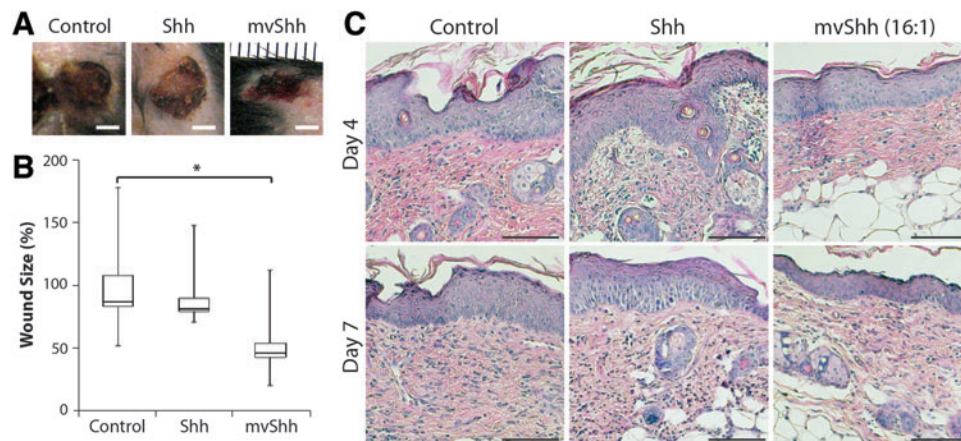 A
Control Shh mvShh
B
Wound Size (%)
200
150
100
50
0
*
Control Shh mvShh
C
Control Shh mvShh (16:1)
Day 4
Day 7